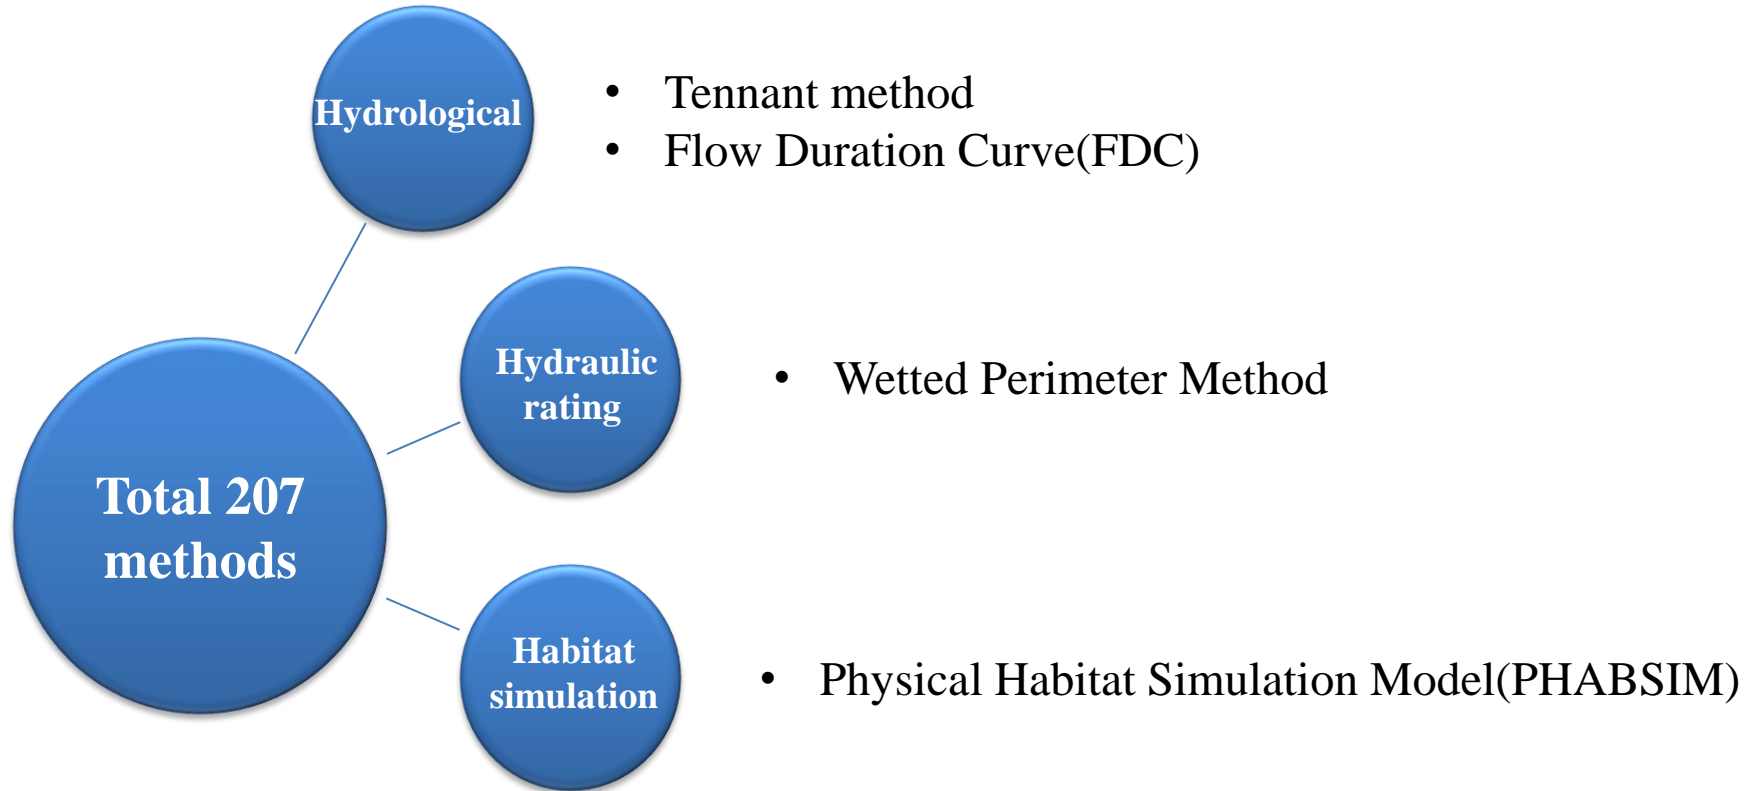 Hydrological
• Tennant method
• Flow Duration Curve(FDC)
Hydraulic
rating
• Wetted Perimeter Method
Total 207
methods
Habitat
simulation
• Physical Habitat Simulation Model(PHABSIM)